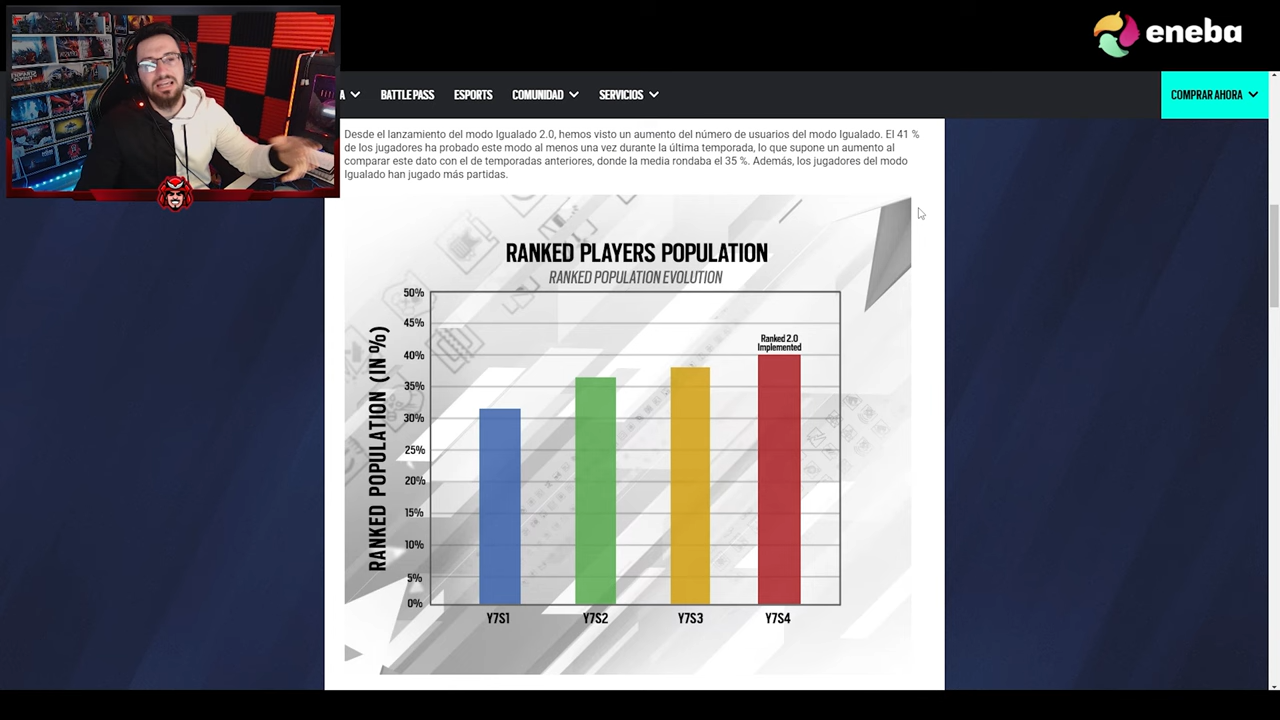 eneba
A
BATTLE PASS
ESPORTS
COMUNIDAD
SERVICIOS
COMPRAR AHORA
Desde el lanzamiento del modo Igualado 2.0, hemos visto un aumento del número de usuarios del modo Igualado. El 41 %
de los jugadores ha probado este modo al menos una vez durante la última temporada, lo que supone un aumento al
comparar este dato con el de temporadas anteriores, donde la media rondaba el 35 %. Además, los jugadores del modo
Igualado han jugado más partidas.
RANKED PLAYERS POPULATION
RANKED POPULATION EVOLUTION
RANKED POPULATION (IN %)
50%
45%
40%
35%
30%
25%
20%
15%
10%
5%
0%
Ranked 2.0
Implemented
Y7S1
Y7S2
Y7S3
Y7S4